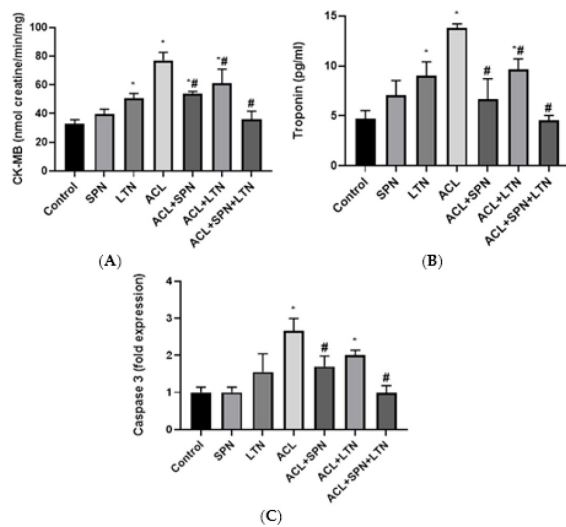 CK-MB (nmol creatine/min/mg)
100
80
60
40
20
0
* * *# *# #
Control SPN LTN ACL ACL+SPN ACL+LTN ACL+SPN+LTN
(A)
Troponin (pg/ml)
15
10
5
0
* * # *# #
Control SPN LTN ACL ACL+SPN ACL+LTN ACL+SPN+LTN
(B)
Caspase 3 (fold expression)
4
3
2
1
0
* # * #
Control SPN LTN ACL ACL+SPN ACL+LTN ACL+SPN+LTN
(C)